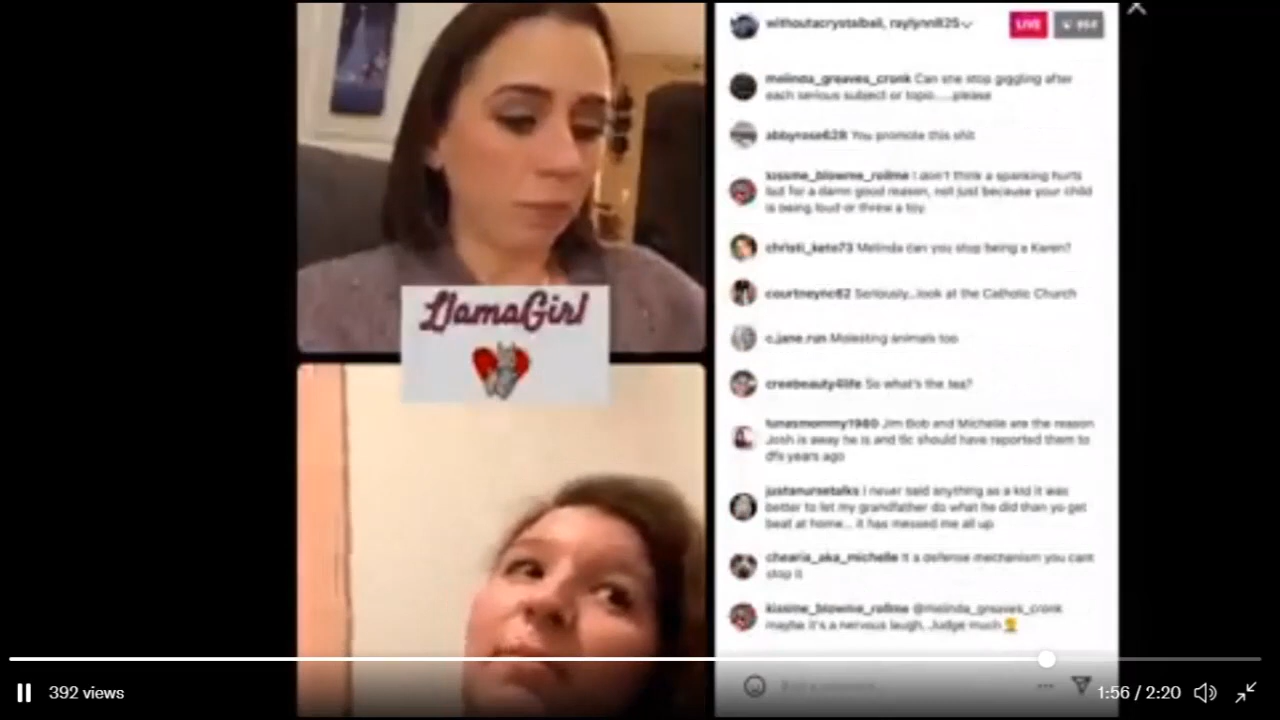 withoutacrystalball, raylynn825
LIVE
melinda_greaves_cronk Can she stop giggling after
each serious subject or topic.....please
abbyrose628 You promote this shit
kissme_blowme_rollme I don't think a spanking hurts
but for a damn good reason, not just because your child
is being loud or threw a toy
christi_keto73 Melinda can you stop being a Karen?
courtneync82 Seriously...look at the Catholic Church
c.jane.run Molesting animals too
creebeauty4life So what's the tea?
lunasmommy1980 Jim Bob and Michelle are the reason
Josh is away he is and tlc should have reported them to
dfs years ago
justanursetalks I never said anything as a kid it was
better to let my grandfather do what he did than yo get
beat at home... it has messed me all up
chearia_aka_michelle It a defense mechanism you cant
stop it
kissme_blowme_rollme @melinda_greaves_cronk
maybe it's a nervous laugh. Judge much
LlamaGirl
392 views
1:56 / 2:20